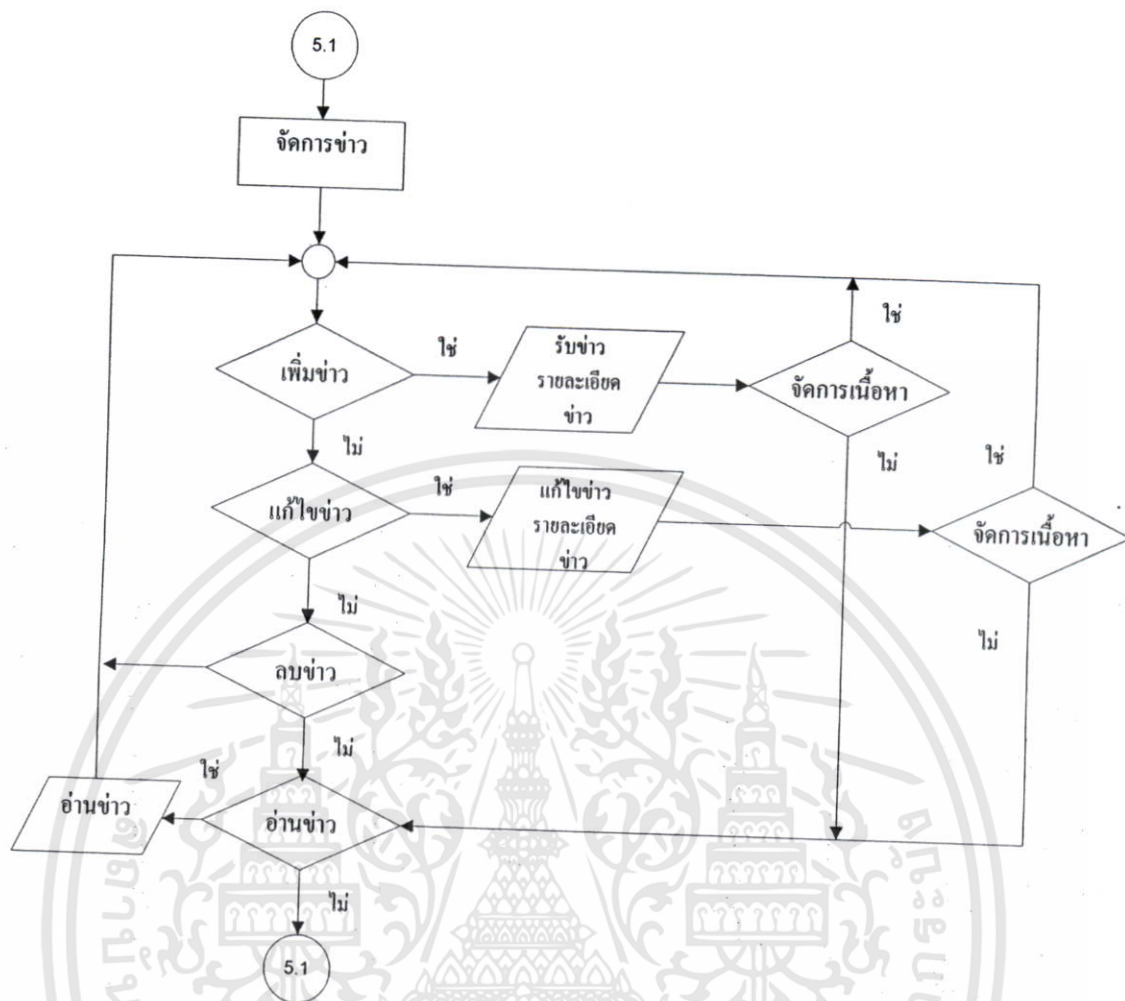 5.1
จัดการข่าว
เพิ่มข่าว
ใช่
รับข่าว
รายละเอียด
ข่าว
จัดการเนื้อหา
ใช่
ไม่
ไม่
แก้ไขข่าว
ใช่
แก้ไขข่าว
รายละเอียด
ข่าว
จัดการเนื้อหา
ใช่
ไม่
ไม่
ลบข่าว
ไม่
อ่านข่าว
ใช่
อ่านข่าว
ไม่
5.1